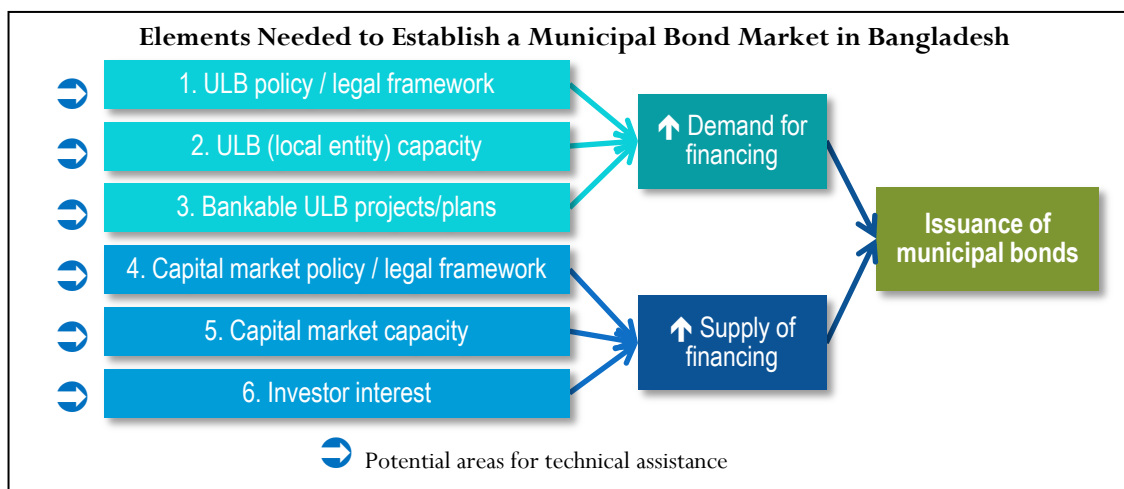 Elements Needed to Establish a Municipal Bond Market in Bangladesh
1. ULB policy / legal framework
2. ULB (local entity) capacity
3. Bankable ULB projects/plans
4. Capital market policy / legal framework
5. Capital market capacity
6. Investor interest
↑ Demand for
financing
↑ Supply of
financing
Issuance of
municipal bonds
Potential areas for technical assistance